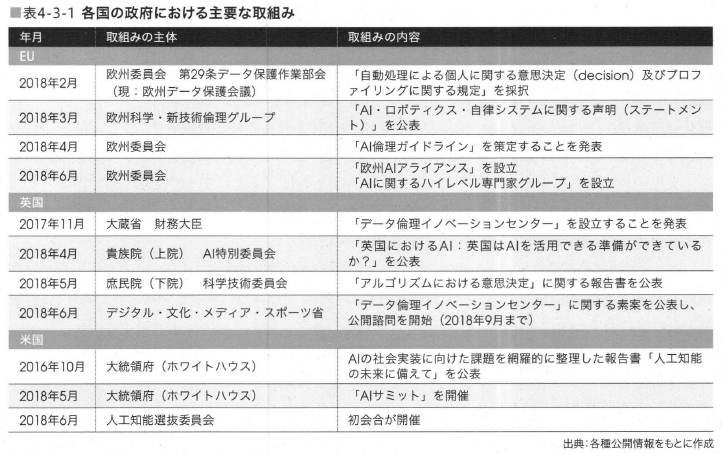 ■表4-3-1 各国の政府における主要な取組み
年月 取組みの主体 取組みの内容
EU
2018年2月 欧州委員会 第29条データ保護作業部会
（現：欧州データ保護会議） 「自動処理による個人に関する意思決定（decision）及びプロ
ファイリングに関する規定」を採択
2018年3月 欧州科学・新技術倫理グループ 「AI・ロボティクス・自律システムに関する声明（ステートメン
ト）」を公表
2018年4月 欧州委員会 「AI倫理ガイドライン」を策定することを発表
2018年6月 欧州委員会 「欧州AIアライアンス」を設立
「AIに関するハイレベル専門家グループ」を設立
英国
2017年11月 大蔵省 財務大臣 「データ倫理イノベーションセンター」を設立することを発表
2018年4月 貴族院（上院） AI特別委員会 「英国におけるAI：英国はAIを活用できる準備ができている
か？」を公表
2018年5月 庶民院（下院） 科学技術委員会 「アルゴリズムにおける意思決定」に関する報告書を公表
2018年6月 デジタル・文化・メディア・スポーツ省 「データ倫理イノベーションセンター」に関する素案を公表し、
公開諮問を開始（2018年9月まで）
米国
2016年10月 大統領府（ホワイトハウス） AIの社会実装に向けた課題を網羅的に整理した報告書「人工知能
の未来に備えて」を公表
2018年5月 大統領府（ホワイトハウス） 「AIサミット」を開催
2018年6月 人工知能選抜委員会 初会合が開催
出典：各種公開情報をもとに作成